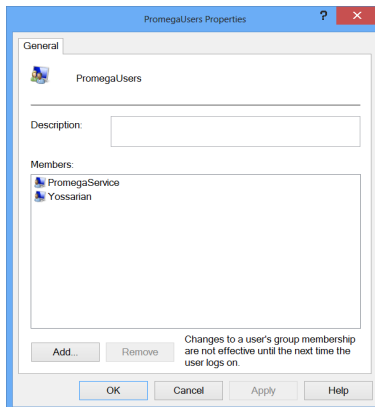 PromegaUsers Properties
?
General
PromegaUsers
Description:
Members:
PromegaService
Yossarian
Add...
Remove
Changes to a user's group membership
are not effective until the next time the
user logs on.
OK
Cancel
Apply
Help